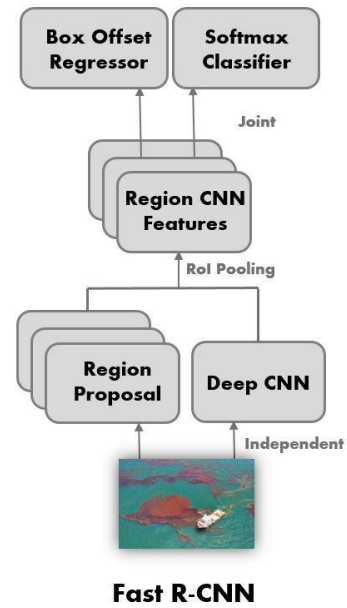 Box Offset
Regressor
Softmax
Classifier
Joint
Region CNN
Features
RoI Pooling
Region
Proposal
Deep CNN
Independent
Fast R-CNN